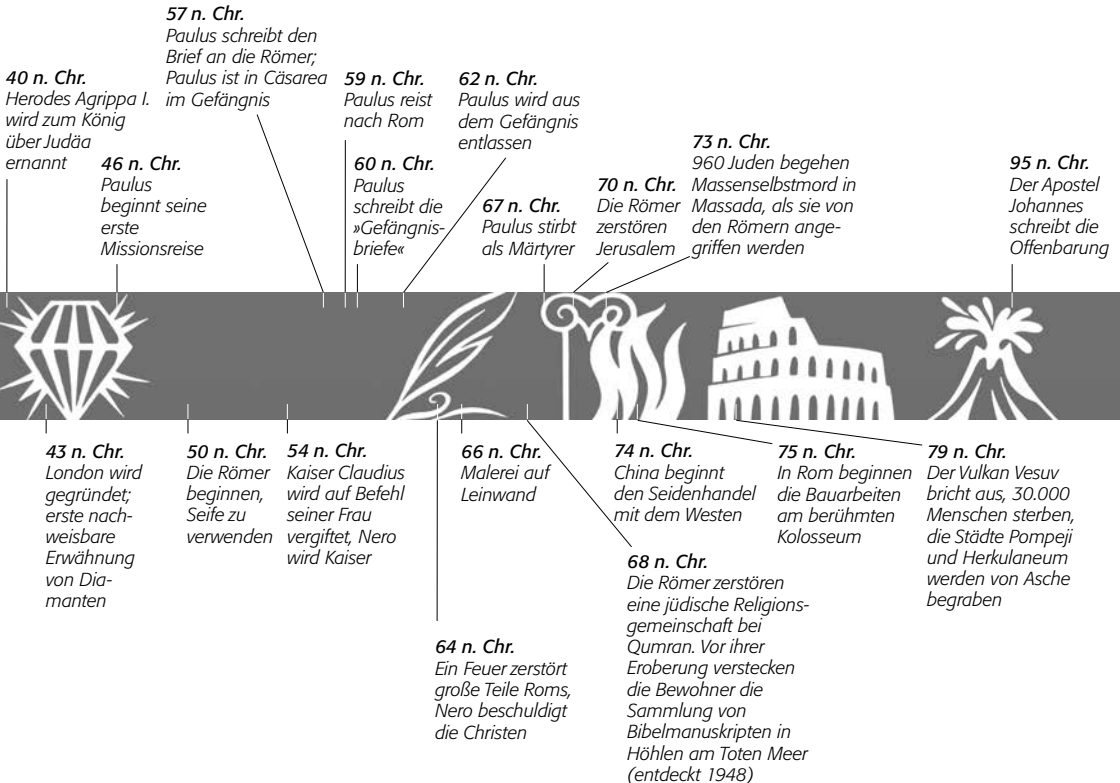 40 n. Chr.
Herodes Agrippa I.
wird zum König
über Judäa
ernannt
46 n. Chr.
Paulus
beginnt seine
erste
Missionsreise
57 n. Chr.
Paulus schreibt den
Brief an die Römer;
Paulus ist in Cäsarea
im Gefängnis
59 n. Chr.
Paulus reist
nach Rom
60 n. Chr.
Paulus
schreibt die
»Gefängnis-
briefe«
62 n. Chr.
Paulus wird aus
dem Gefängnis
entlassen
67 n. Chr.
Paulus stirbt
als Märtyrer
70 n. Chr.
Die Römer
zerstören
Jerusalem
73 n. Chr.
960 Juden begehen
Massenselbstmord in
Massada, als sie von
den Römern ange-
griffen werden
95 n. Chr.
Der Apostel
Johannes
schreibt die
Offenbarung
43 n. Chr.
London wird
gegründet;
erste nach-
weisbare
Erwähnung
von Dia-
manten
50 n. Chr.
Die Römer
beginnen,
Seife zu
verwenden
54 n. Chr.
Kaiser Claudius
wird auf Befehl
seiner Frau
vergiftet, Nero
wird Kaiser
64 n. Chr.
Ein Feuer zerstört
große Teile Roms,
Nero beschuldigt
die Christen
66 n. Chr.
Malerei auf
Leinwand
68 n. Chr.
Die Römer zerstören
eine jüdische Religions-
gemeinschaft bei
Qumran. Vor ihrer
Eroberung verstecken
die Bewohner die
Sammlung von
Bibelmanuskripten in
Höhlen am Toten Meer
(entdeckt 1948)
74 n. Chr.
China beginnt
den Seidenhandel
mit dem Westen
75 n. Chr.
In Rom beginnen
die Bauarbeiten
am berühmten
Kolosseum
79 n. Chr.
Der Vulkan Vesuv
bricht aus, 30.000
Menschen sterben,
die Städte Pompeji
und Herkulaneum
werden von Asche
begraben